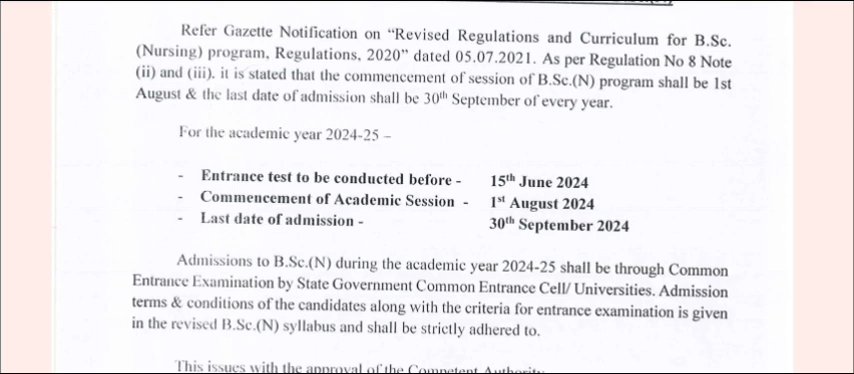 Refer Gazette Notification on “Revised Regulations and Curriculum for B.Sc.
(Nursing) program, Regulations, 2020” dated 05.07.2021. As per Regulation No 8 Note
(ii) and (iii), it is stated that the commencement of session of B.Sc.(N) program shall be 1st
August & the last date of admission shall be 30th September of every year.
For the academic year 2024-25 –
- Entrance test to be conducted before - 15th June 2024
- Commencement of Academic Session - 1st August 2024
- Last date of admission - 30th September 2024
Admissions to B.Sc.(N) during the academic year 2024-25 shall be through Common
Entrance Examination by State Government Common Entrance Cell/ Universities. Admission
terms & conditions of the candidates along with the criteria for entrance examination is given
in the revised B.Sc.(N) syllabus and shall be strictly adhered to.
This issues with the approval of the Competent Authority.